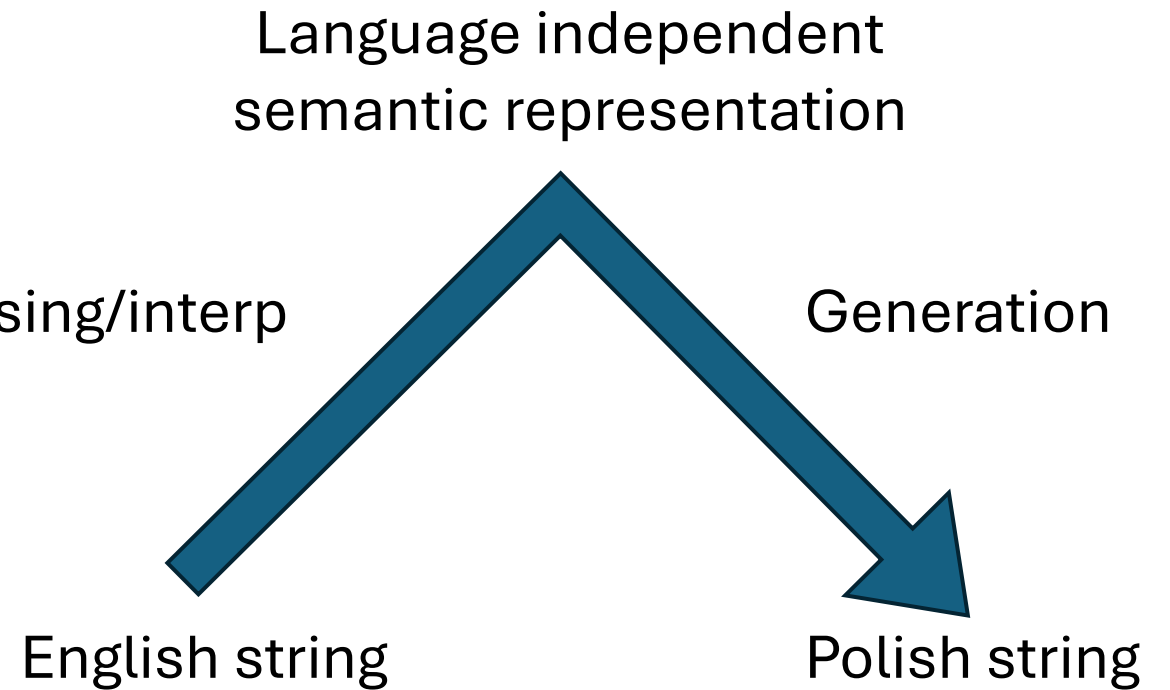 Language independent
semantic representation
sing/interp
Generation
English string
Polish string